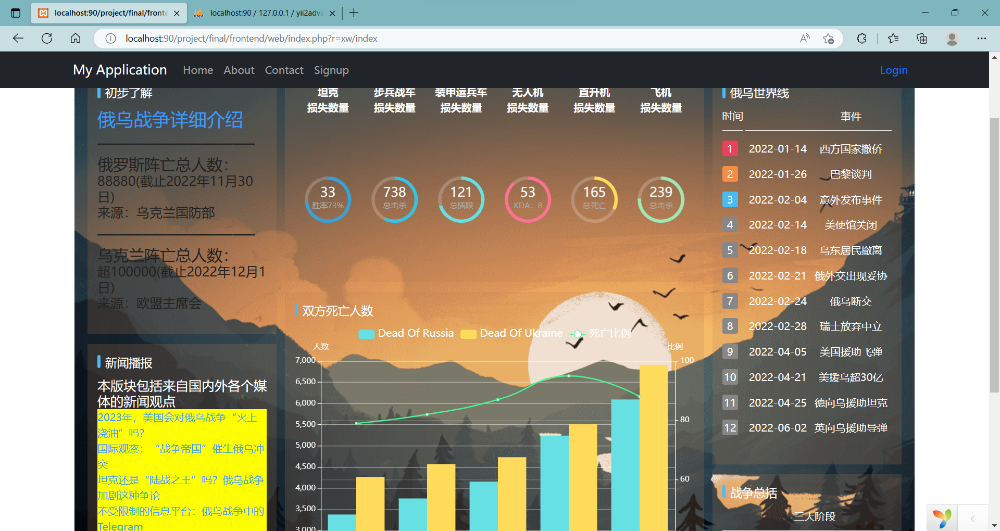 localhost:90/project/final/fronte
localhost:90 / 127.0.0.1 / yii2adva
localhost:90/project/final/frontend/web/index.php?r=xw/index
My Application
Home
About
Contact
Signup
Login
初步了解
俄乌战争详细介绍
俄罗斯阵亡总人数：
88880(截止2022年11月30
日)
来源：乌克兰国防部
乌克兰阵亡总人数：
超100000(截止2022年12月1
日)
来源：欧盟主席会
新闻播报
本版块包括来自国内外各个媒
体的新闻观点
2023年，美国会对俄乌战争“火上
浇油”吗？
国际观察：“战争帝国”催生俄乌冲
突
坦克还是“陆战之王”吗？俄乌战争
加剧这种争论
不受限制的信息平台：俄乌战争中的
Telegram
坦克 步兵战车 装甲运兵车 无人机 直升机 飞机
损失数量 损失数量 损失数量 损失数量 损失数量 损失数量
33 738 121 53 165 239
胜率73% 总击杀 总插眼 KDA：8 总死亡 总击杀
双方死亡人数
Dead Of Russia Dead Of Ukraine 死亡比例
人数 比例
7,000 100
6,500
6,000
5,500 80
5,000
4,500
4,000 60
3,500
3,000
俄乌世界线
时间 事件
1 2022-01-14 西方国家撤侨
2 2022-01-26 巴黎谈判
3 2022-02-04 意外发布事件
4 2022-02-14 美使馆关闭
5 2022-02-18 乌东居民撤离
6 2022-02-21 俄外交出现妥协
7 2022-02-24 俄乌断交
8 2022-02-28 瑞士放弃中立
9 2022-04-05 美国援助飞弹
10 2022-04-21 美援乌超30亿
11 2022-04-25 德向乌援助坦克
12 2022-06-02 英向乌援助导弹
战争总括
三大阶段